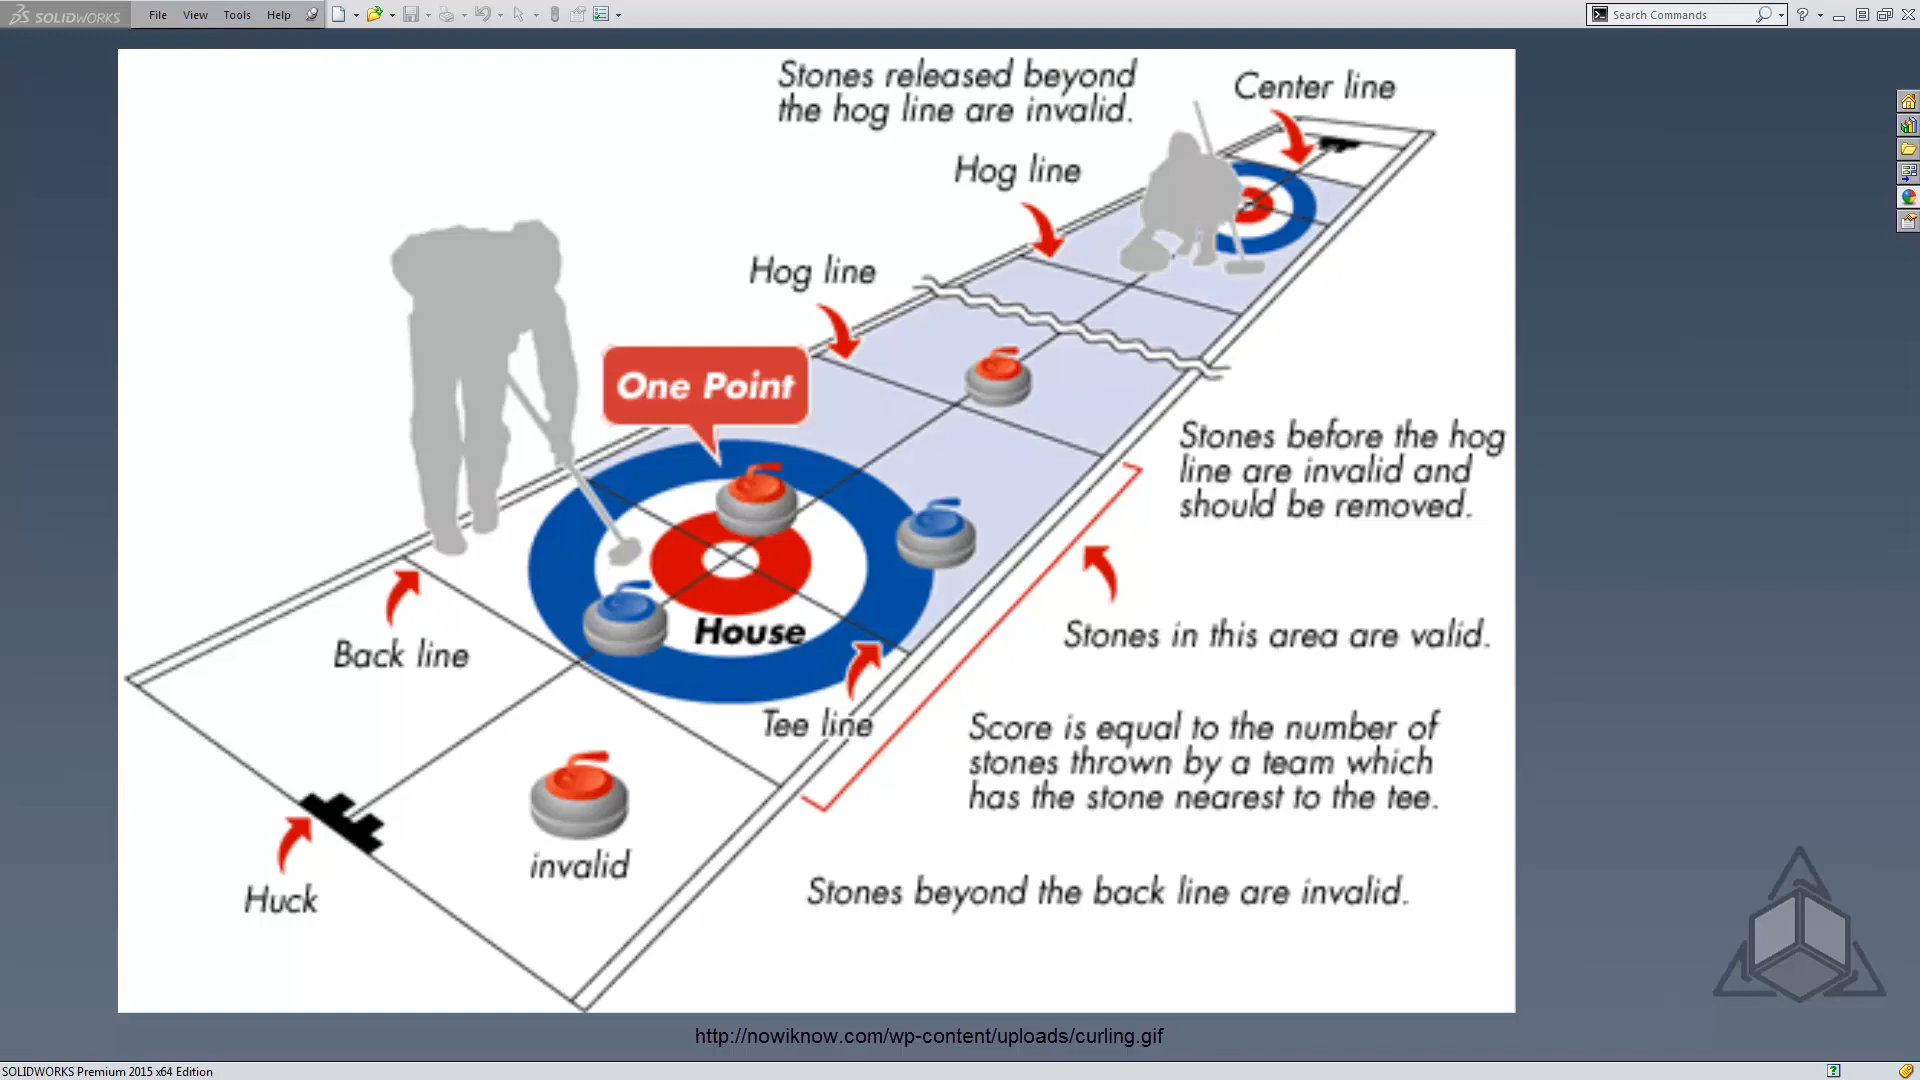 SOLIDWORKS File View Tools Help Search Commands
Stones released beyond
the hog line are invalid.
Center line
Hog line
Hog line
One Point
Stones before the hog
line are invalid and
should be removed.
House
Back line
Stones in this area are valid.
Tee line
Score is equal to the number of
stones thrown by a team which
has the stone nearest to the tee.
invalid
Huck
Stones beyond the back line are invalid.
http://nowiknow.com/wp-content/uploads/curling.gif
SOLIDWORKS Premium 2015 x64 Edition